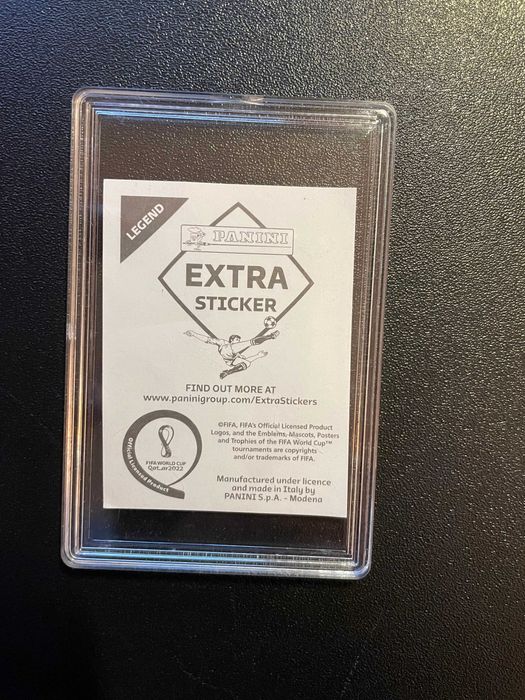 LEGEND
PANINI
EXTRA
STICKER
FIND OUT MORE AT
www.paninigroup.com/ExtraStickers
©FIFA, FIFA's Official Licensed Product
Logos, and the Emblems, Mascots, Posters
and Trophies of the FIFA World Cup™
tournaments are copyrights
and/or trademarks of FIFA.
FIFA WORLD CUP
Qatar2022
Official Licensed Product
Manufactured under licence
and made in Italy by
PANINI S.p.A. - Modena